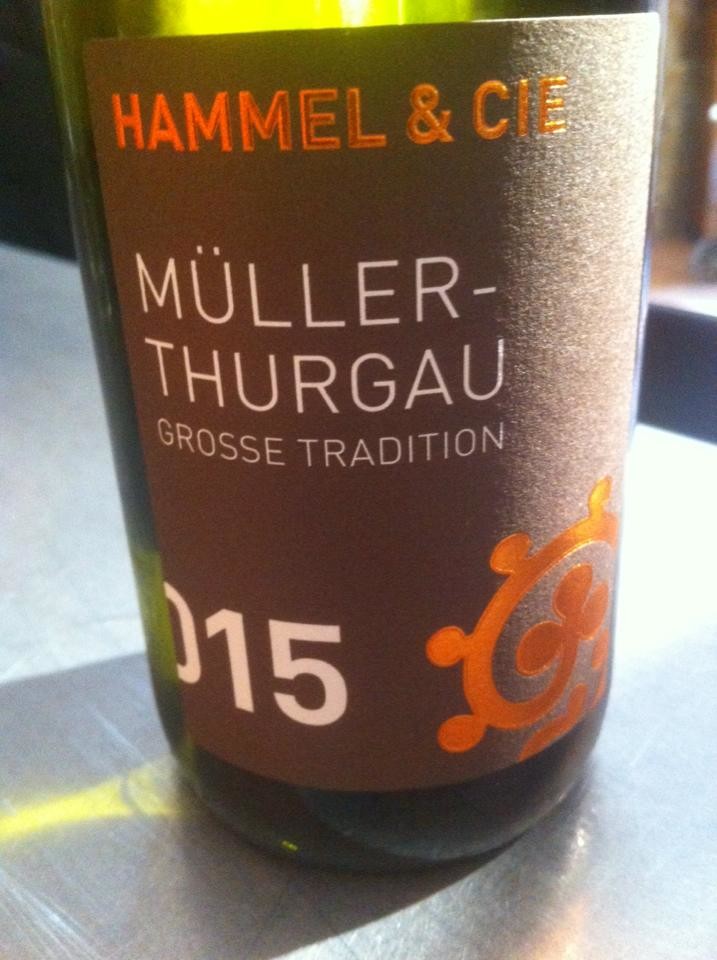 HAMMEL & CIE
MÜLLER-
THURGAU
GROSSE TRADITION
015